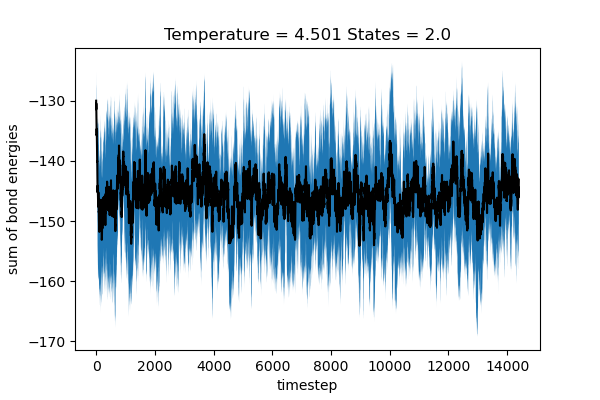 Temperature = 4.501 States = 2.0
sum of bond energies
−130
−140
−150
−160
−170
0 2000 4000 6000 8000 10000 12000 14000
timestep